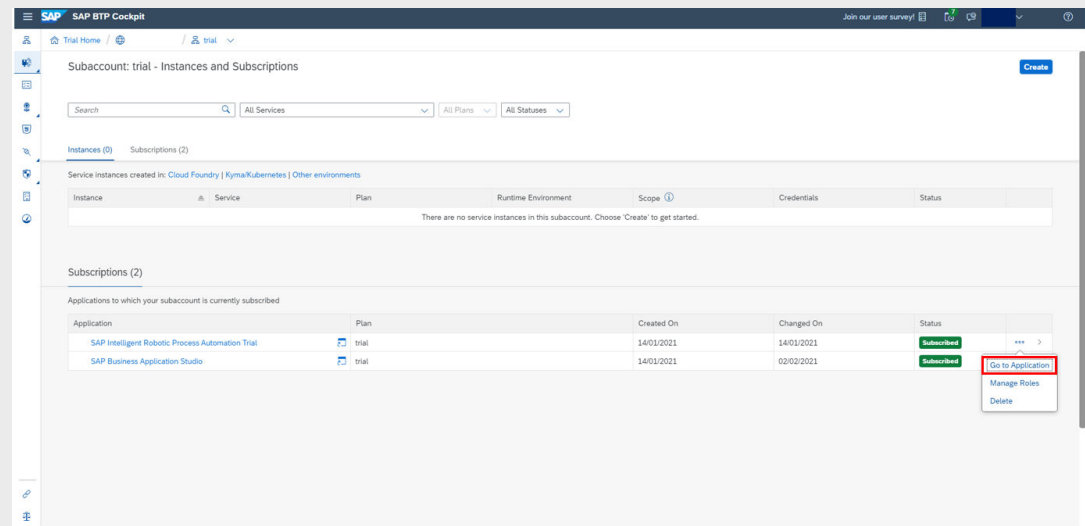 SAP SAP BTP Cockpit Join our user survey! 7
Trial Home / / trial
Subaccount: trial - Instances and Subscriptions Create
Search All Services All Plans All Statuses
Instances (0) Subscriptions (2)
Service instances created in: Cloud Foundry | Kyma/Kubernetes | Other environments
Instance Service Plan Runtime Environment Scope Credentials Status
There are no service instances in this subaccount. Choose 'Create' to get started.
Subscriptions (2)
Applications to which your subaccount is currently subscribed
Application Plan Created On Changed On Status
SAP Intelligent Robotic Process Automation Trial trial 14/01/2021 14/01/2021 Subscribed
SAP Business Application Studio trial 14/01/2021 02/02/2021 Subscribed
Go to Application
Manage Roles
Delete